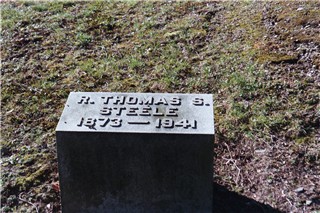 R. THOMAS S.
STEELE
1873 — 1941